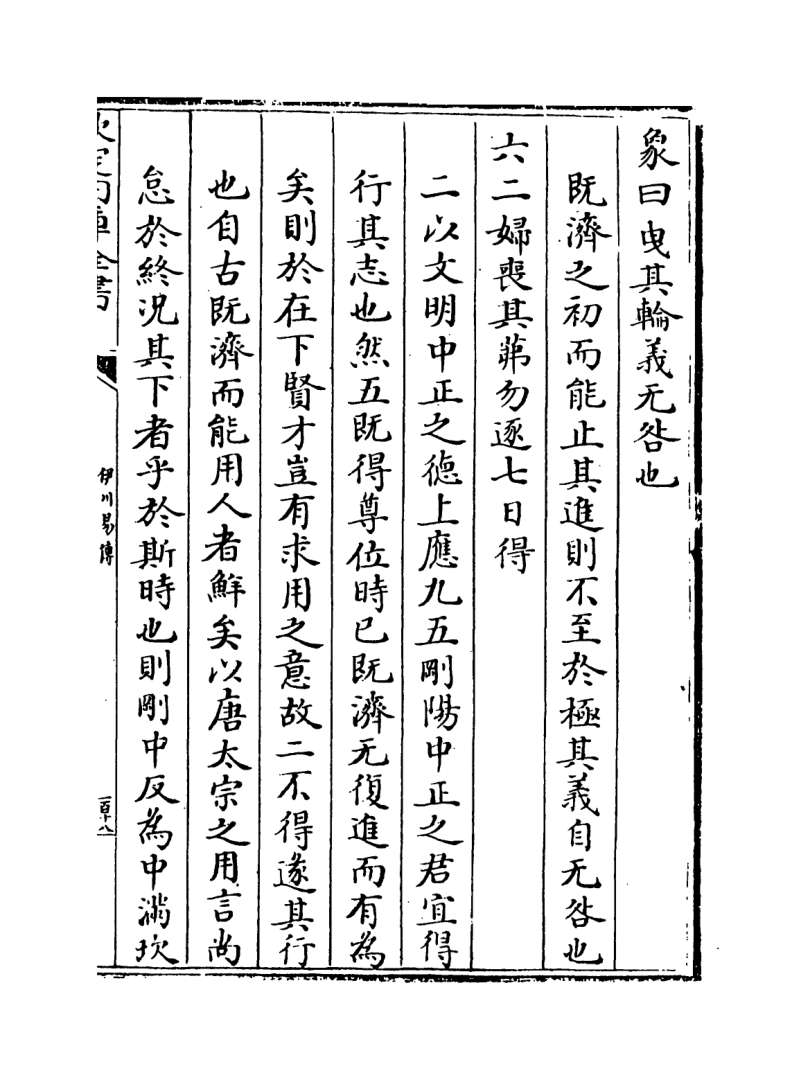 象曰曳其輪義无咎也
既濟之初而能止其進則不至於極其義自无咎也
六二婦喪其茀勿逐七日得
二以文明中正之德上應九五剛陽中正之君宜得
行其志也然五既得尊位時已既濟无復進而有為
矣則於在下賢才豈有求用之意故二不得遂其行
也自古既濟而能用人者鮮矣以唐太宗之用言尚
怠於終況其下者乎於斯時也則剛中反為中滿坎
欽定四庫全書
伊川易傳